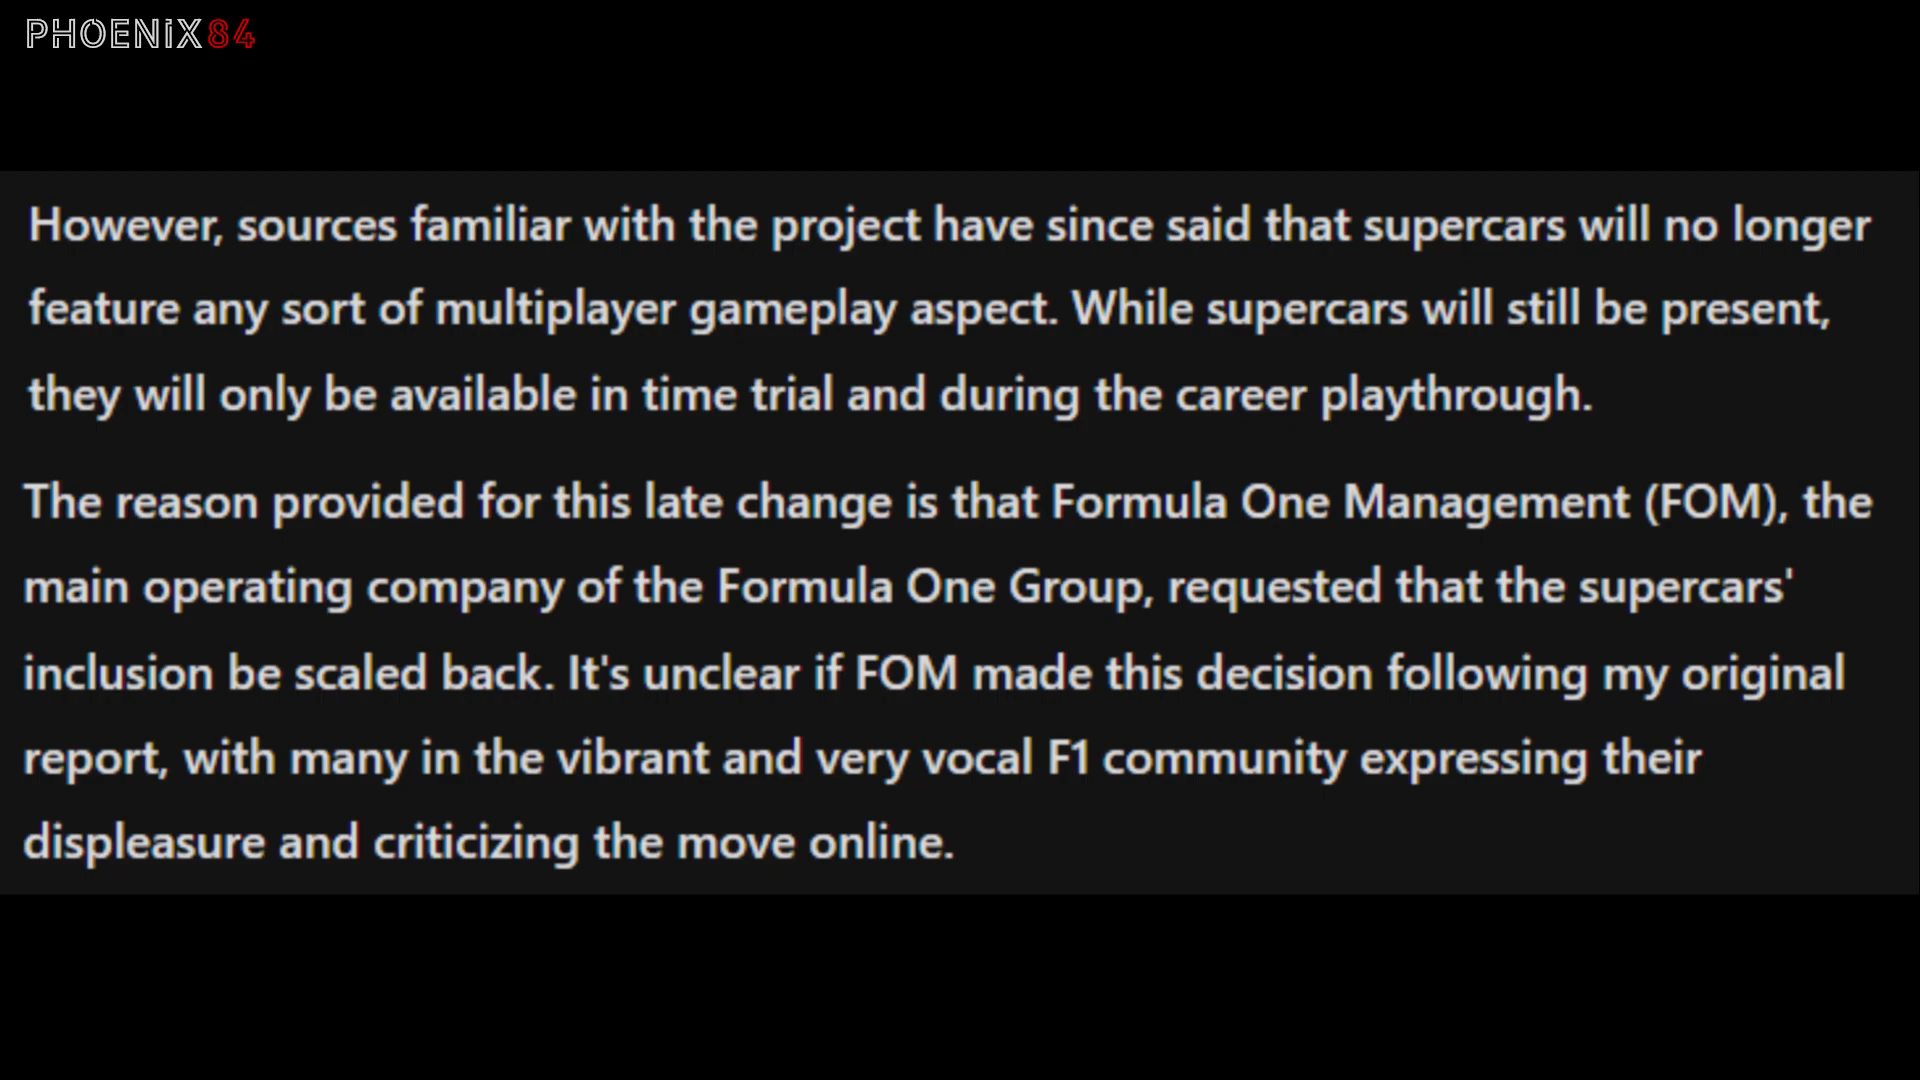 PHOENiX84
However, sources familiar with the project have since said that supercars will no longer
feature any sort of multiplayer gameplay aspect. While supercars will still be present,
they will only be available in time trial and during the career playthrough.
The reason provided for this late change is that Formula One Management (FOM), the
main operating company of the Formula One Group, requested that the supercars'
inclusion be scaled back. It's unclear if FOM made this decision following my original
report, with many in the vibrant and very vocal F1 community expressing their
displeasure and criticizing the move online.